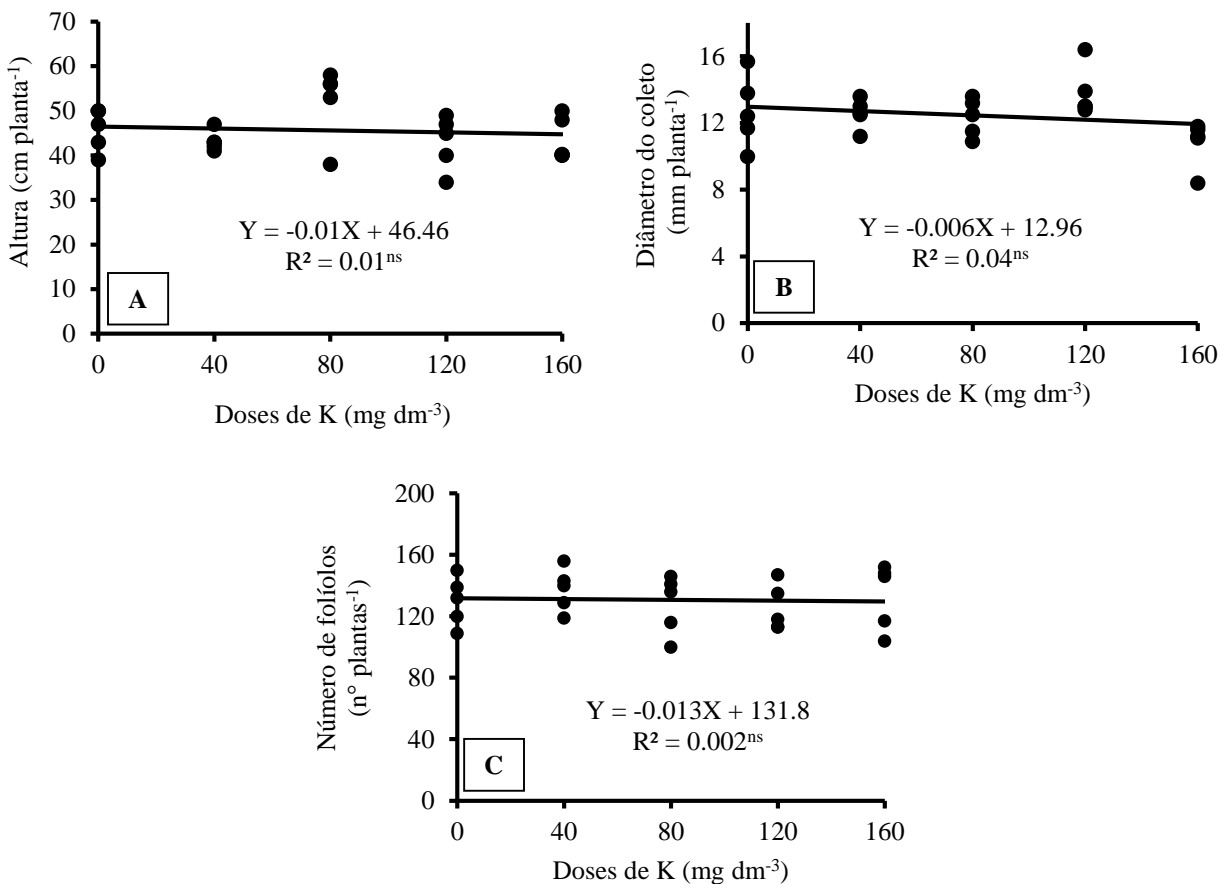 Altura (cm planta⁻¹)
70
60
50
40
30
20
10
0
Y = -0.01X + 46.46
R² = 0.01ⁿˢ
A
0 40 80 120 160
Doses de K (mg dm⁻³)
Diâmetro do coleto
(mm planta⁻¹)
16
12
8
4
0
Y = -0.006X + 12.96
R² = 0.04ⁿˢ
B
0 40 80 120 160
Doses de K (mg dm⁻³)
Número de folíolos
(n° plantas⁻¹)
200
160
120
80
40
0
Y = -0.013X + 131.8
R² = 0.002ⁿˢ
C
0 40 80 120 160
Doses de K (mg dm⁻³)